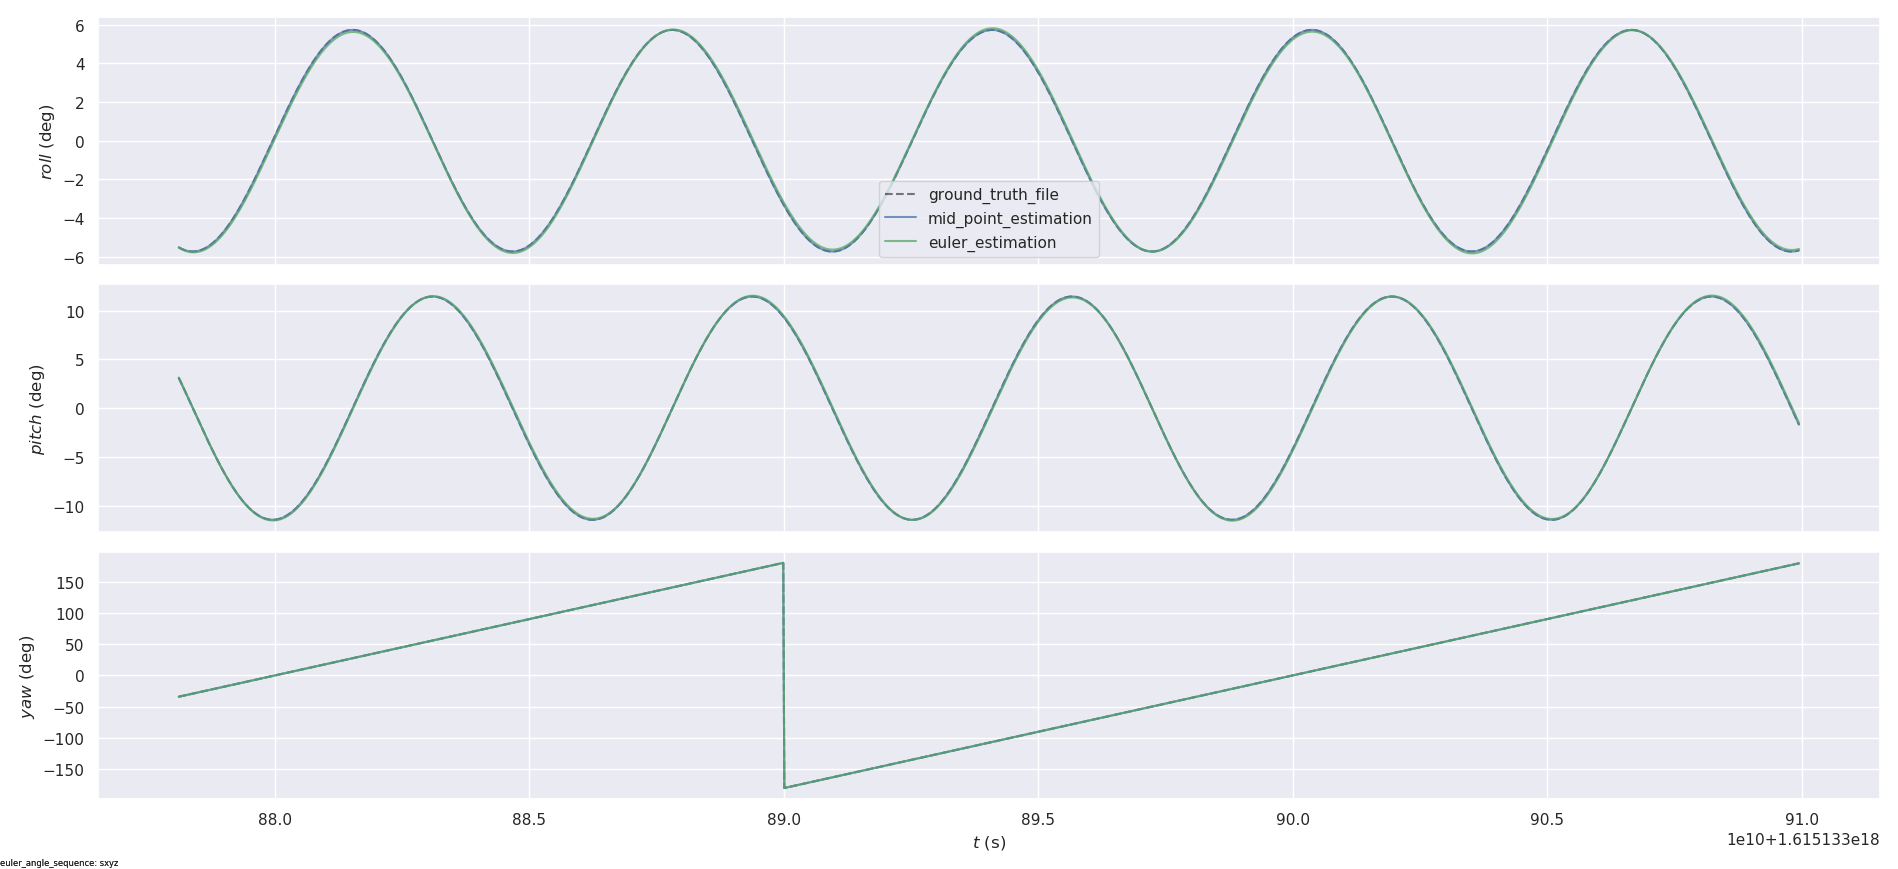 6
4
2
0
−2
−4
−6
roll (deg)
ground_truth_file
mid_point_estimation
euler_estimation
10
5
0
−5
−10
pitch (deg)
150
100
50
0
−50
−100
−150
yaw (deg)
88.0 88.5 89.0 89.5 90.0 90.5 91.0
t (s)
1e10+1.615133e18
euler_angle_sequence: sxyz